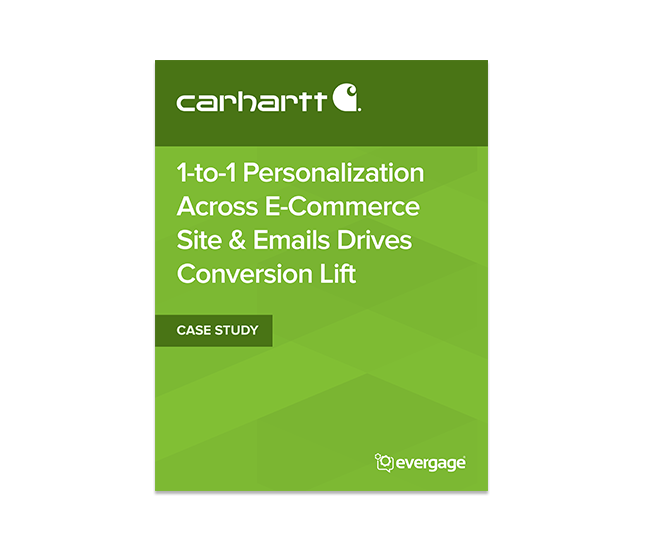 carhartt
1-to-1 Personalization
Across E-Commerce
Site & Emails Drives
Conversion Lift
CASE STUDY
evergage